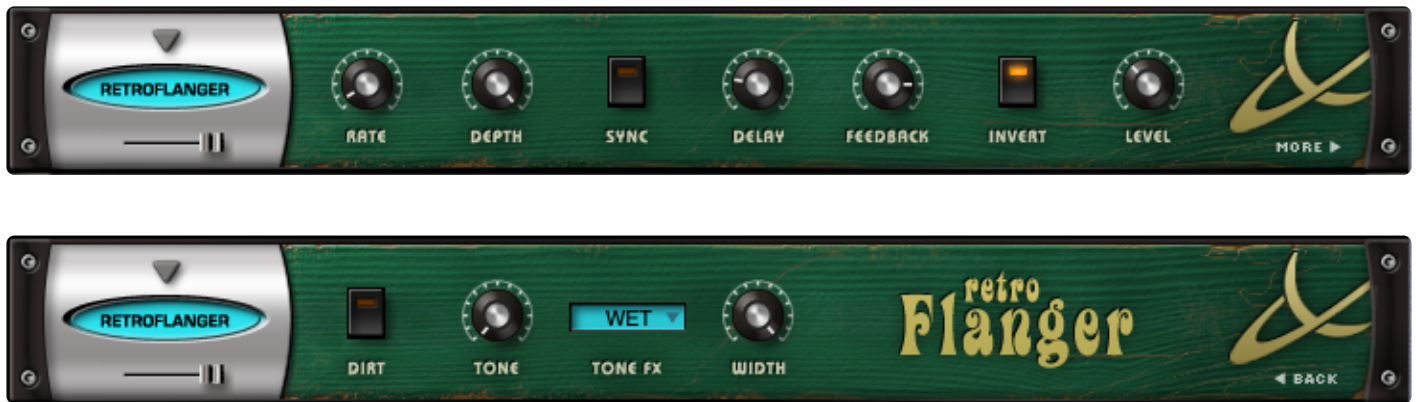 RETROFLANGER
RATE DEPTH SYNC DELAY FEEDBACK INVERT LEVEL
MORE
RETROFLANGER
WET
DIRT TONE TONE FX WIDTH
retro
Flanger
BACK